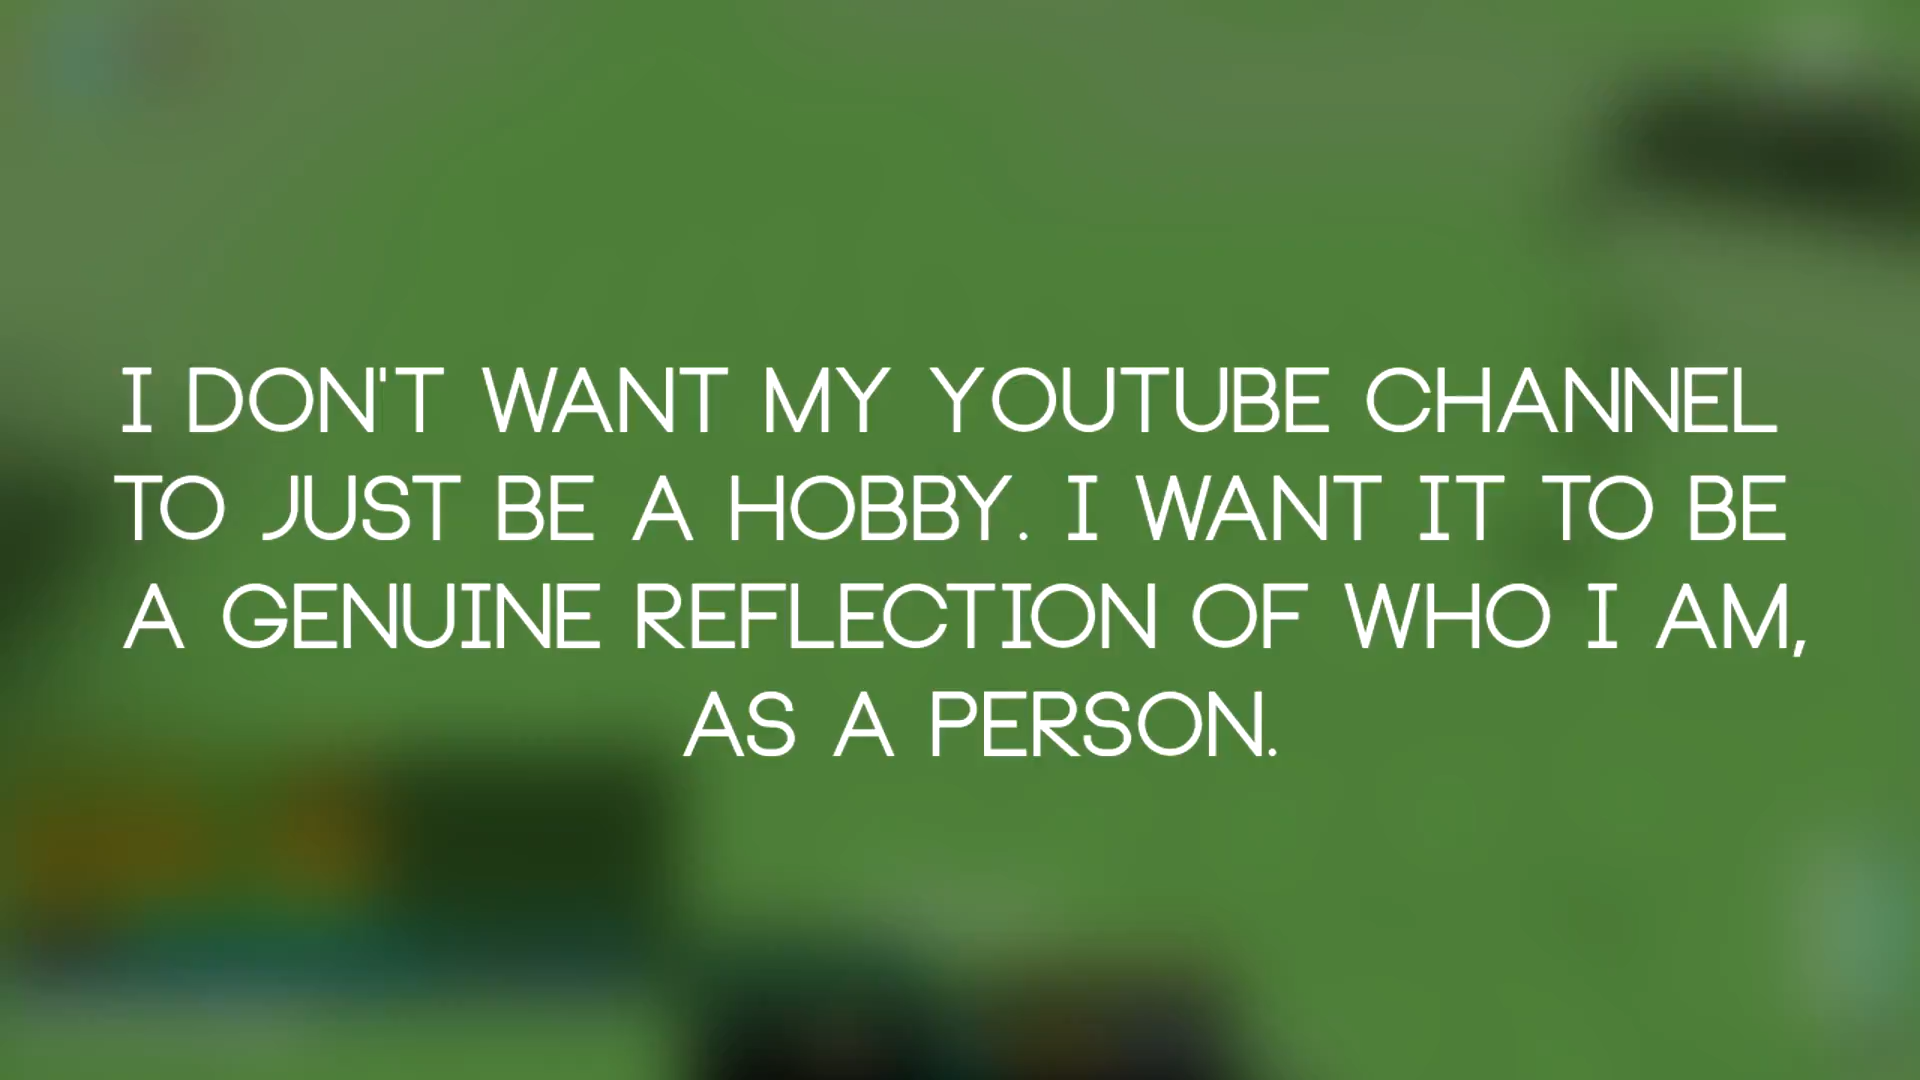 I DON'T WANT MY YOUTUBE CHANNEL
TO JUST BE A HOBBY. I WANT IT TO BE
A GENUINE REFLECTION OF WHO I AM,
AS A PERSON.